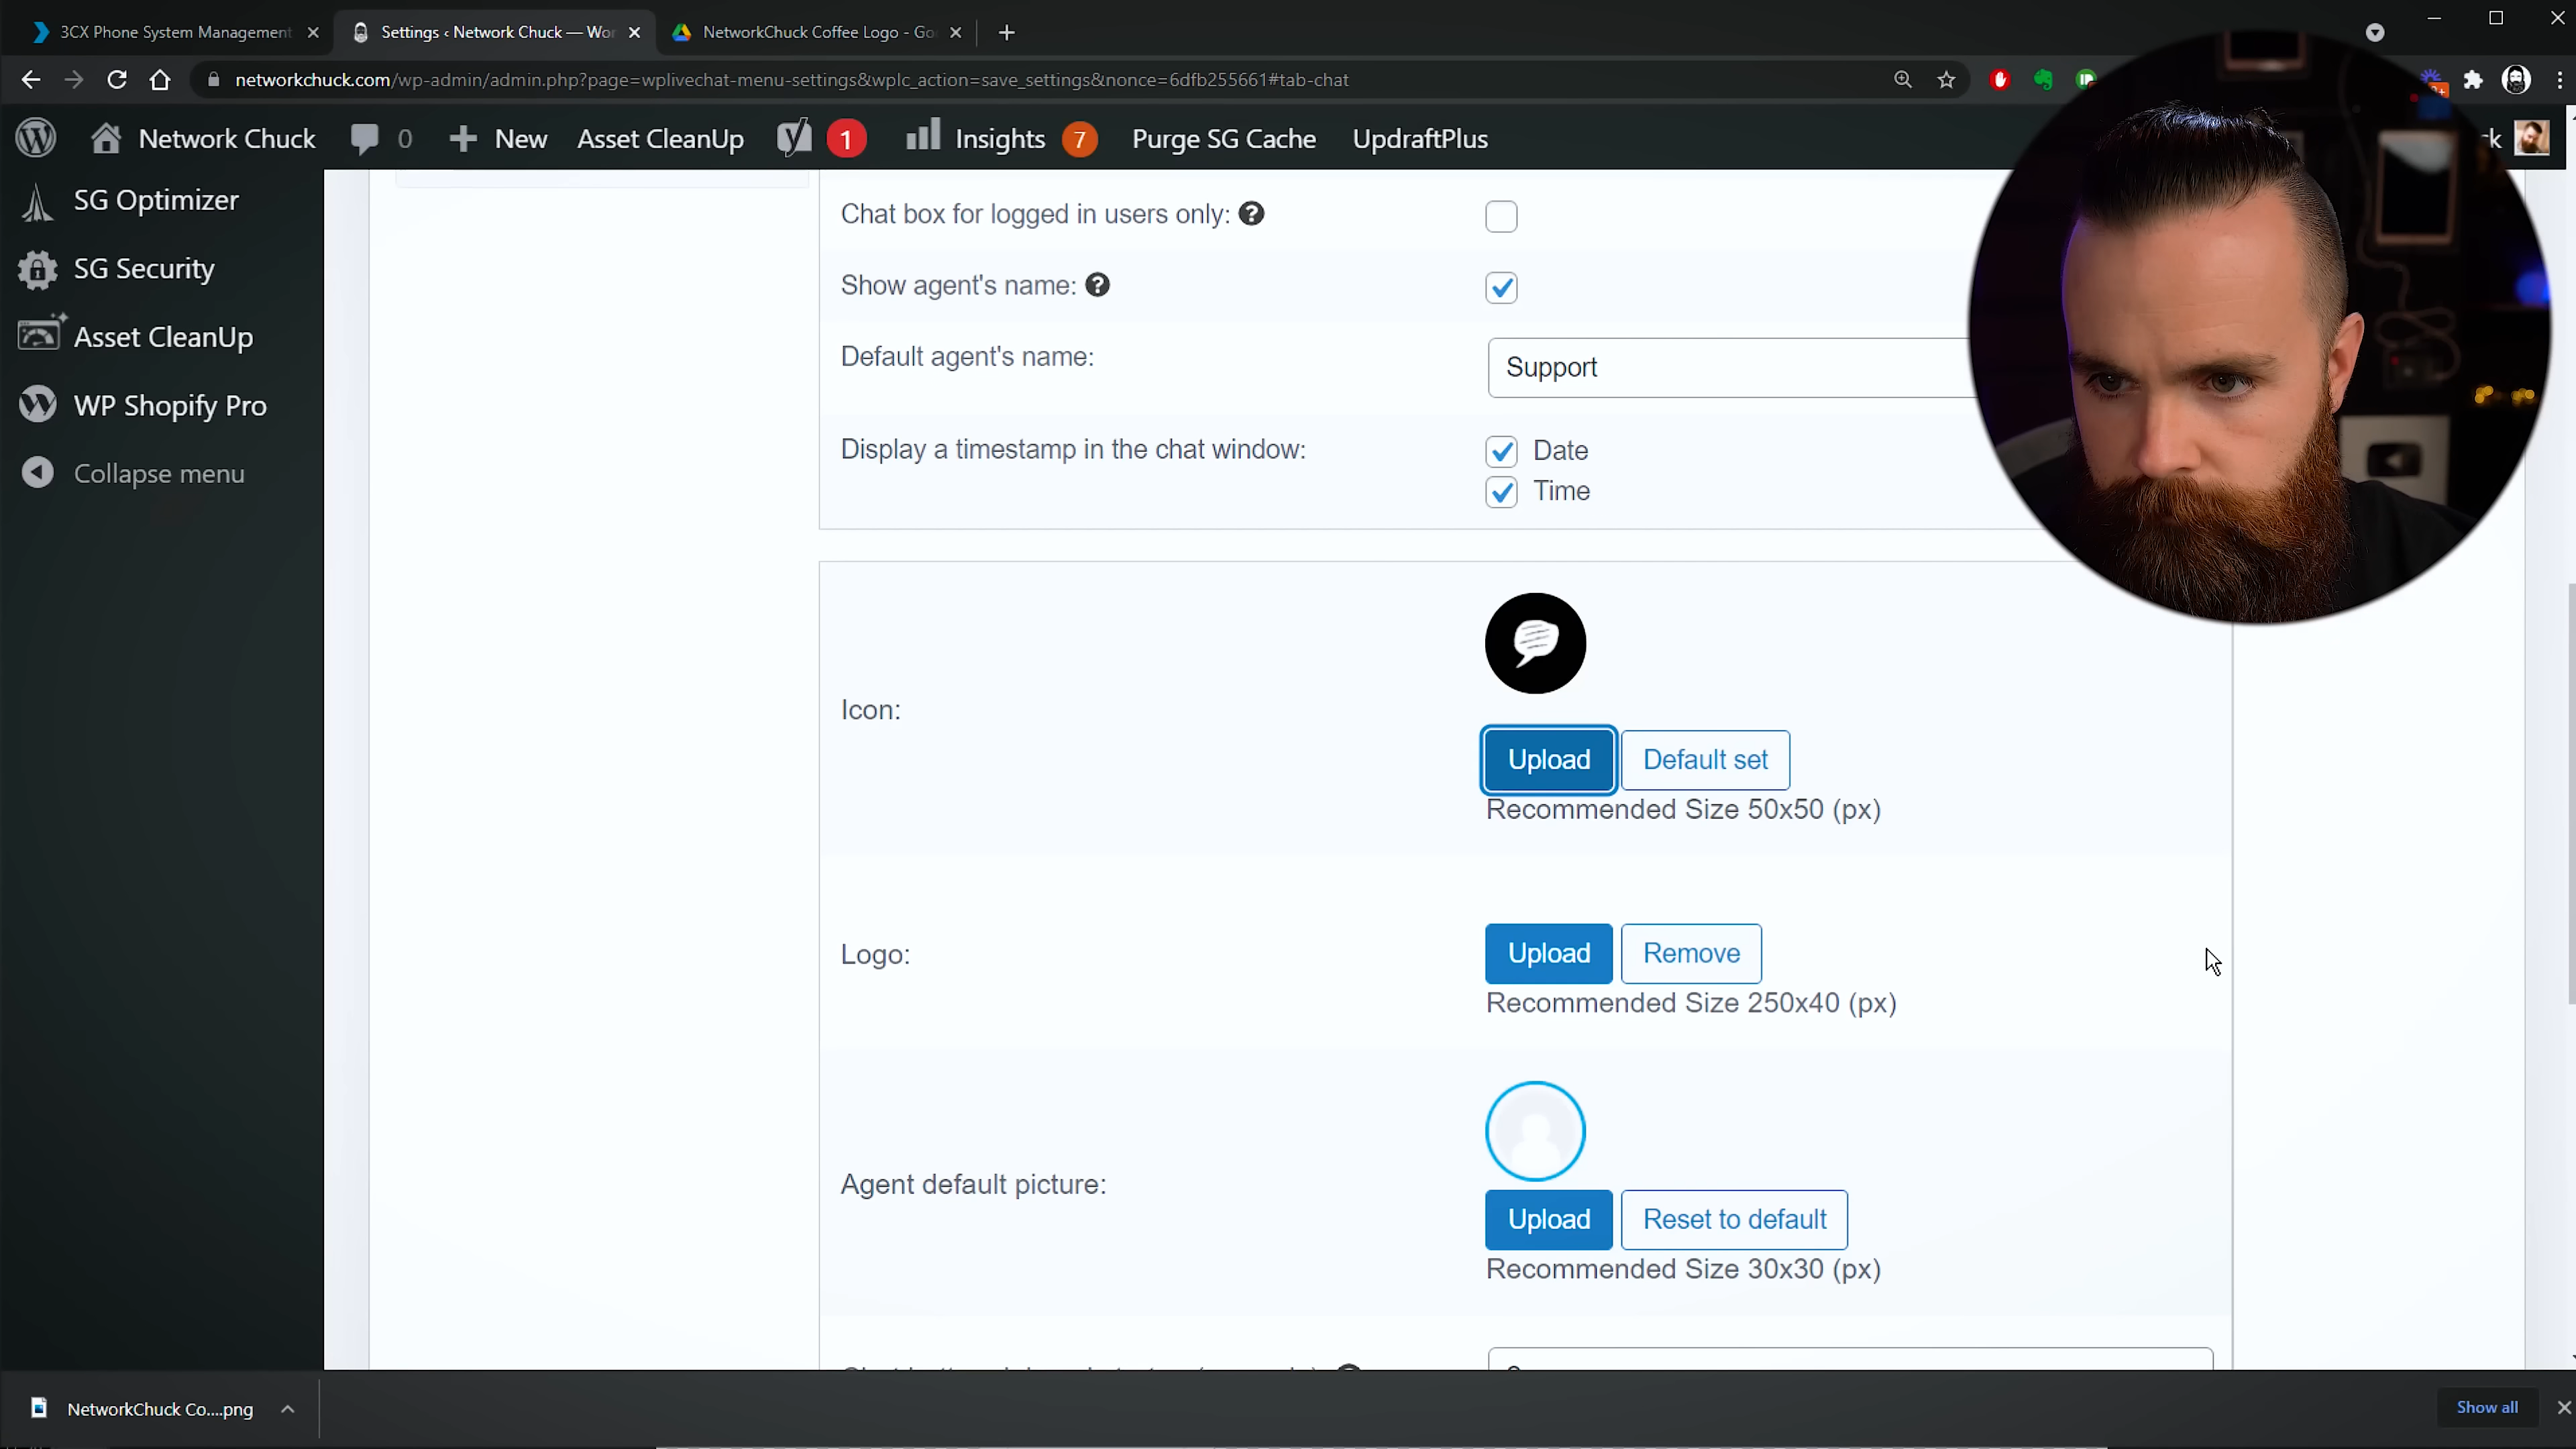 3CX Phone System Management
Settings ‹ Network Chuck — Wor
NetworkChuck Coffee Logo - Goo
networkchuck.com/wp-admin/admin.php?page=wplivechat-menu-settings&wplc_action=save_settings&nonce=6dfb255661#tab-chat
Network Chuck 0 New Asset CleanUp 1 Insights 7 Purge SG Cache UpdraftPlus
SG Optimizer
SG Security
Asset CleanUp
WP Shopify Pro
Collapse menu
Chat box for logged in users only:
Show agent's name:
Default agent's name: Support
Display a timestamp in the chat window: Date
Time
Icon:
Upload Default set
Recommended Size 50x50 (px)
Logo:
Upload Remove
Recommended Size 250x40 (px)
Agent default picture:
Upload Reset to default
Recommended Size 30x30 (px)
NetworkChuck Co....png
Show all